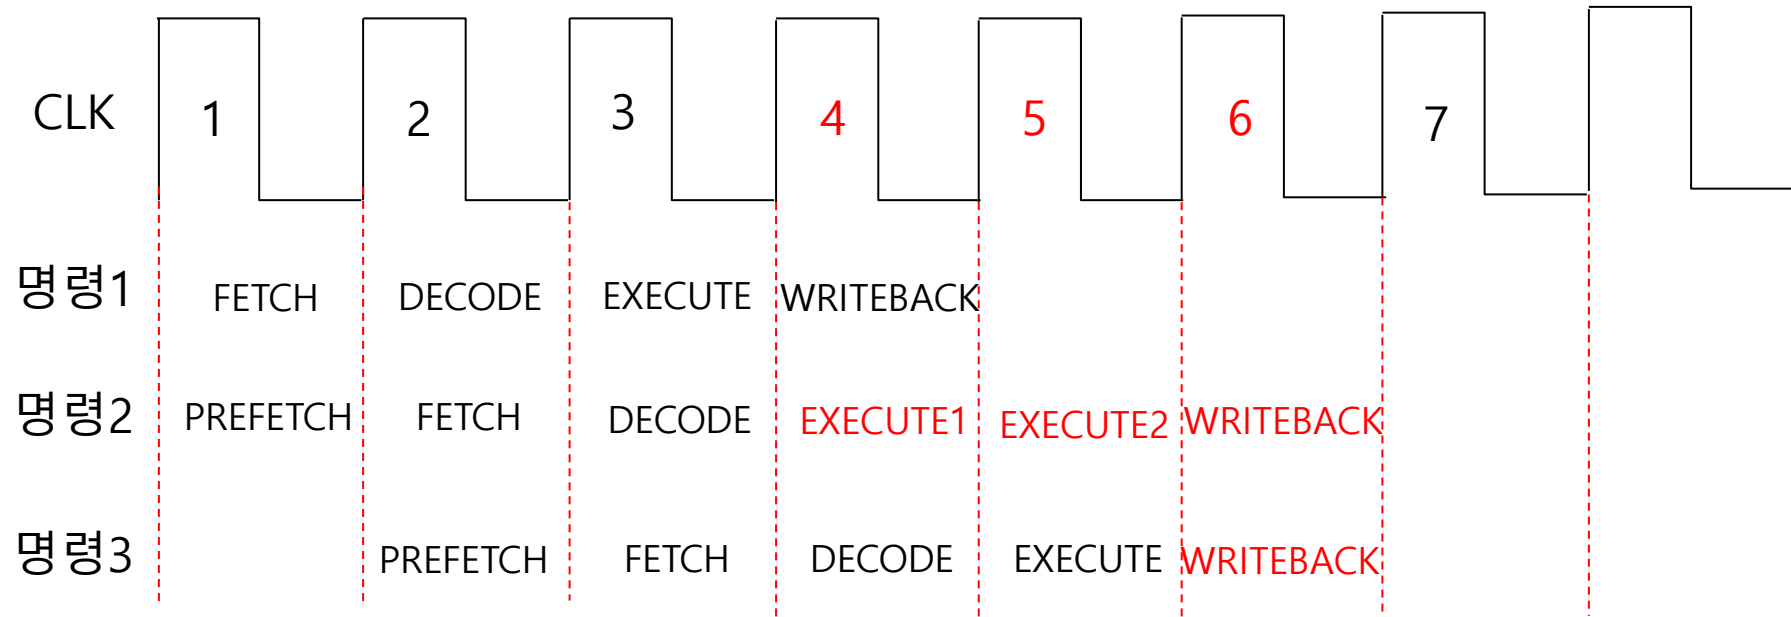 CLK 1 2 3 4 5 6 7
명령1 FETCH DECODE EXECUTE WRITEBACK
명령2 PREFETCH FETCH DECODE EXECUTE1 EXECUTE2 WRITEBACK
명령3 PREFETCH FETCH DECODE EXECUTE WRITEBACK